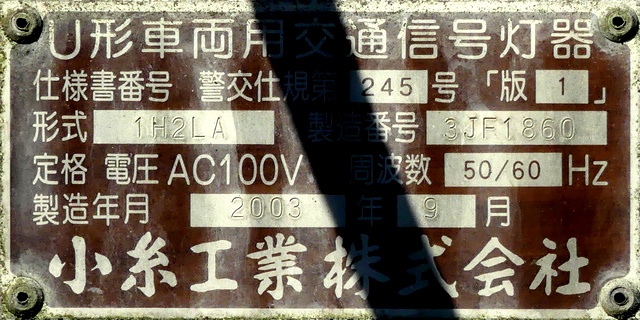 U形車両用交通信号灯器
仕様書番号 警交仕規第 245 号 「版 1 」
形式 1H2LA 製造番号 3JF1860
定格 電圧 AC100V 周波数 50/60 Hz
製造年月 2003 年 9 月
小糸工業株式会社